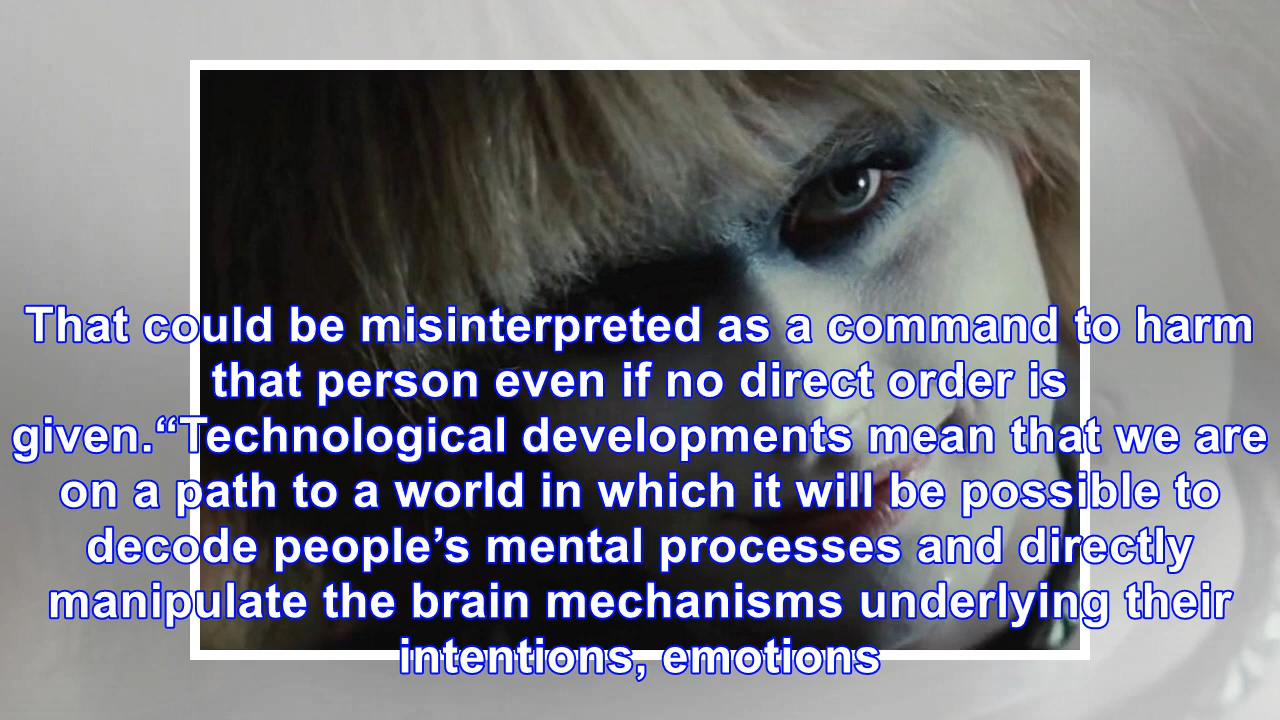 That could be misinterpreted as a command to harm
that person even if no direct order is
given.“Technological developments mean that we are
on a path to a world in which it will be possible to
decode people’s mental processes and directly
manipulate the brain mechanisms underlying their
intentions, emotions